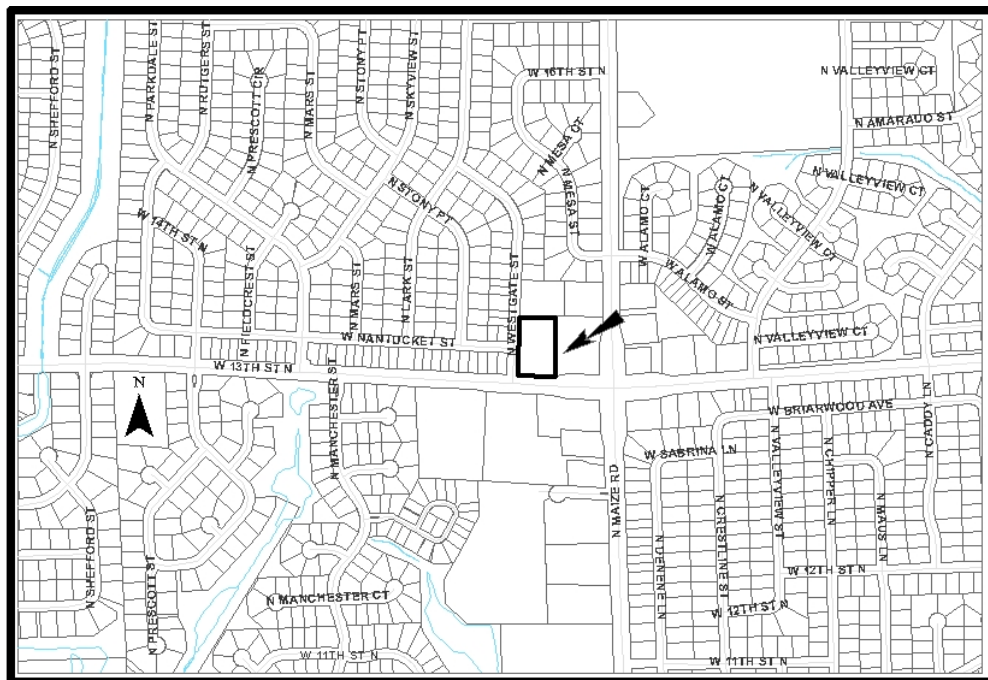 N SHEFFORD ST
N PARKDALE ST
N RUTGERS ST
N PRESCOTT CIR
N MARS ST
N STONY PT
N SKYVIEW ST
W 16TH ST N
N VALLEYVIEW CT
N AMARADO ST
N MESA CT
N MESA ST
N VALLEYVIEW CT
N VALLEYVIEW CT
W ALAMO CT
W ALAMO CT
W ALAMO ST
N STONY PT
W 14TH ST N
N FIELDCREST ST
N MARS ST
N LARK ST
N WESTGATE ST
W NANTUCKET ST
N VALLEYVIEW CT
W 13TH ST N
N
N MANCHESTER ST
W BRIARWOOD AVE
N CADDY LN
W SABRINA LN
N MAIZE RD
N VALLEYVIEW ST
N CHIPPER LN
N MAUS LN
N SHEFFORD ST
N PRESCOTT ST
N DENENE LN
N CRESTLINE ST
W 12TH ST N
N MANCHESTER CT
W 12TH ST N
W 11TH ST N
W 11TH ST N